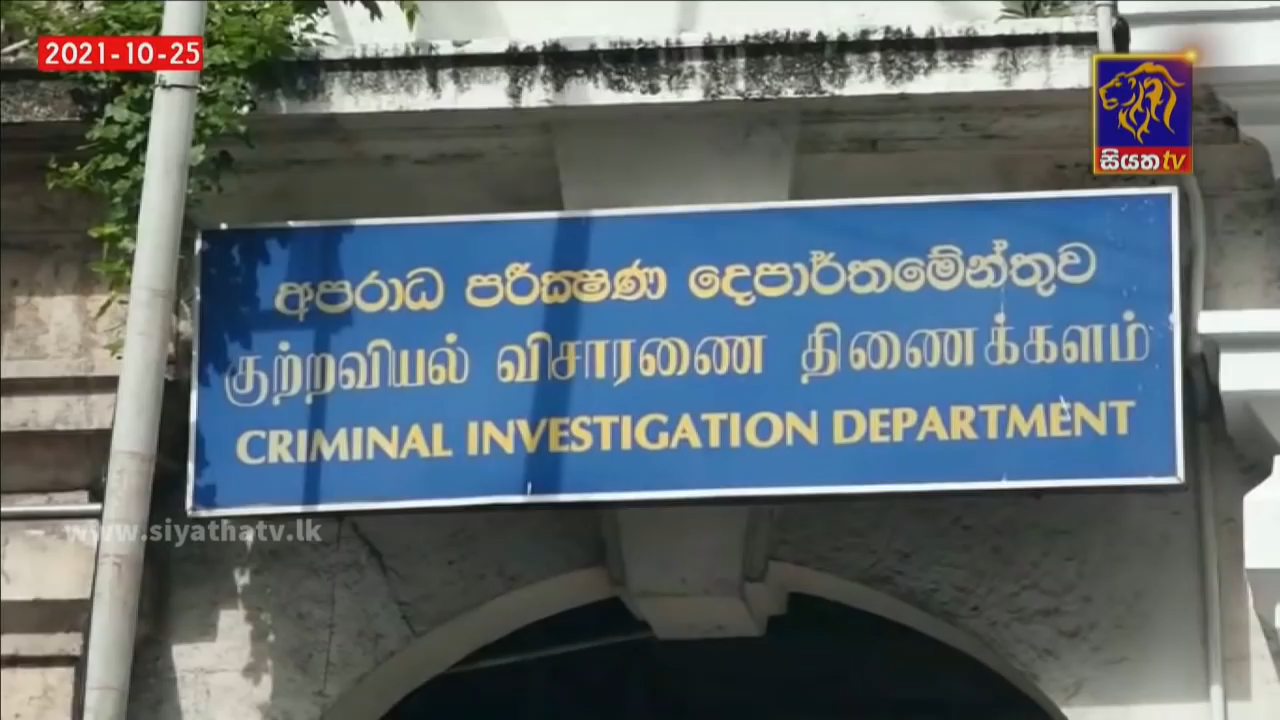 2021-10-25
සියත tv
අපරාධ පරීක්ෂණ දෙපාර්තමේන්තුව
குற்றவியல் விசாரணை திணைக்களம்
CRIMINAL INVESTIGATION DEPARTMENT
www.siyathatv.lk